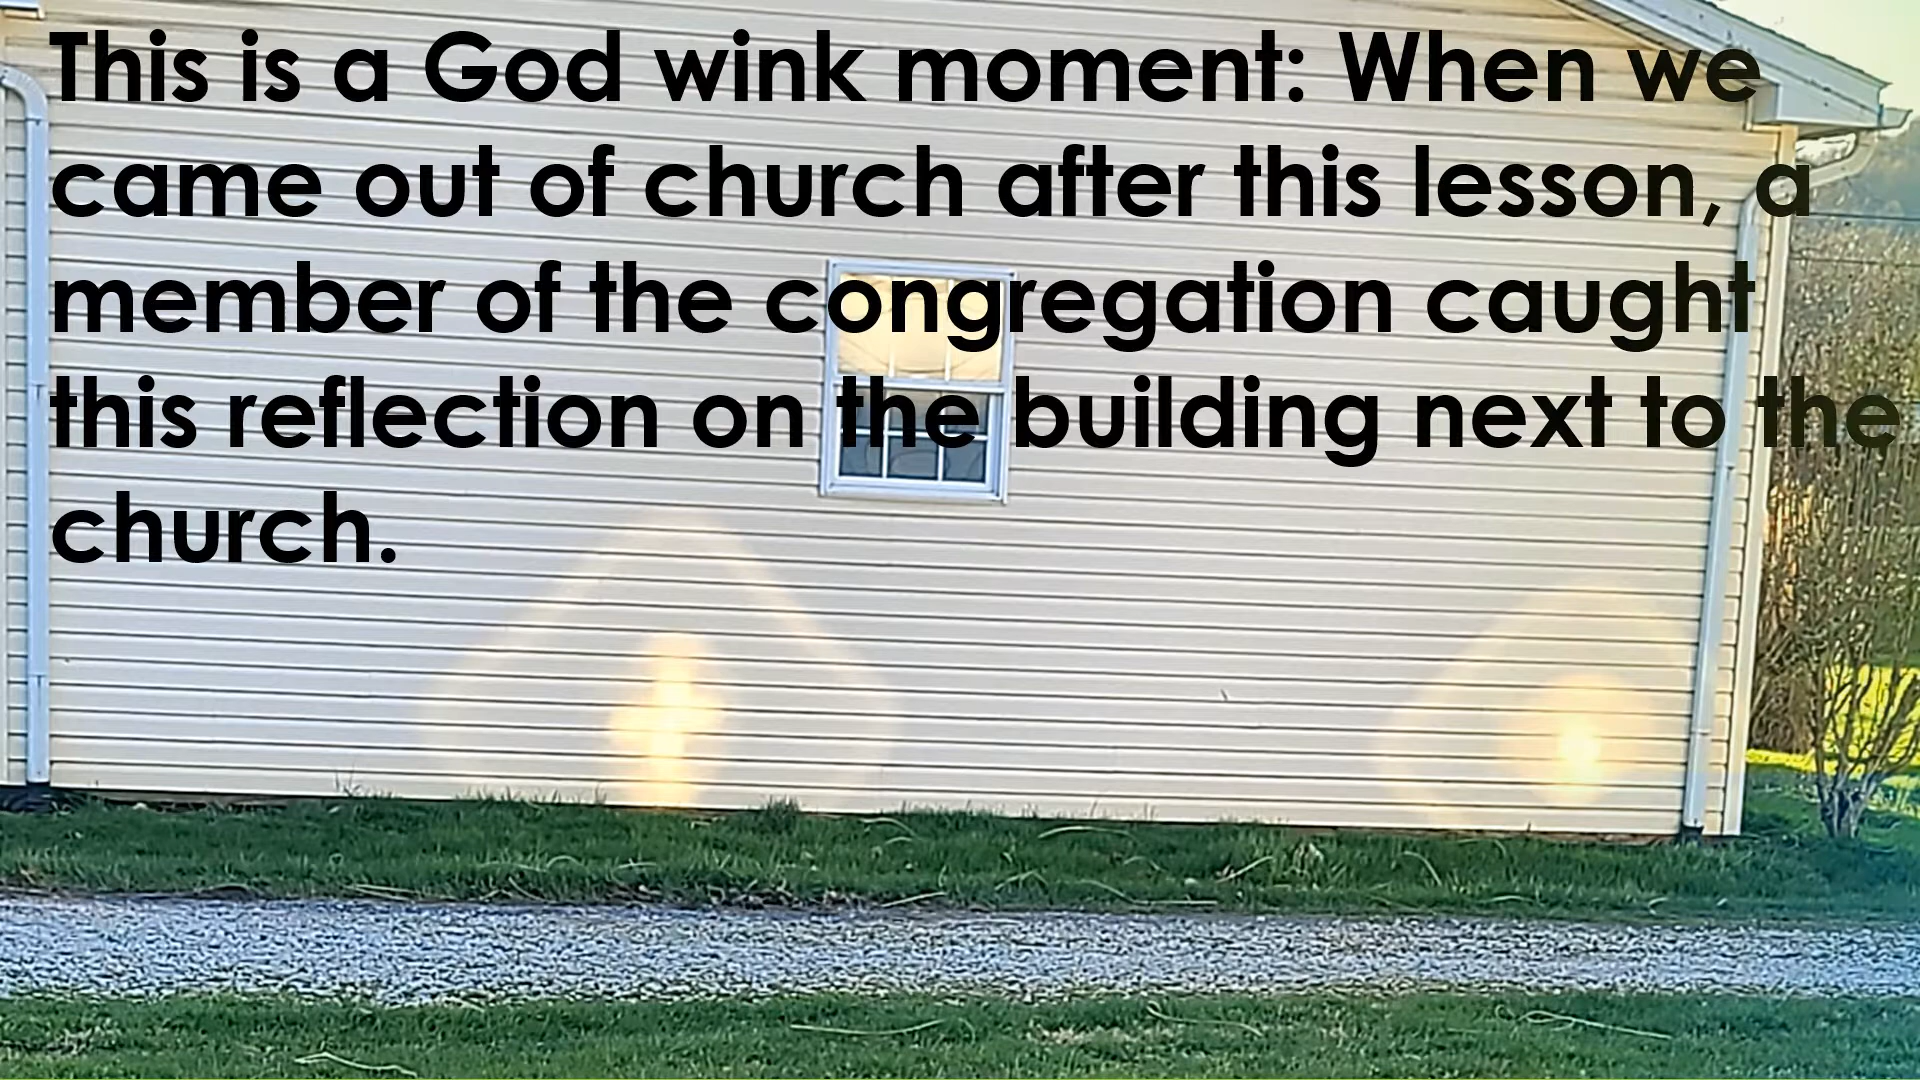 This is a God wink moment: When we
came out of church after this lesson, a
member of the congregation caught
this reflection on the building next to the
church.